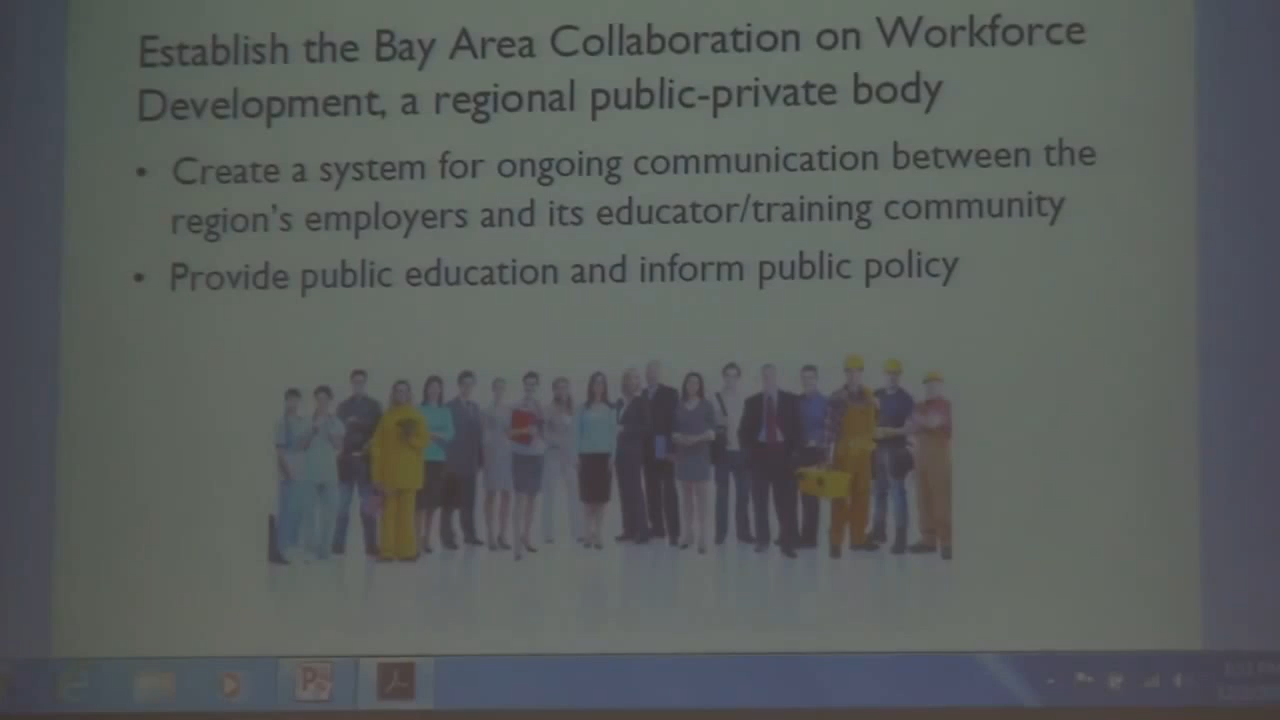 Establish the Bay Area Collaboration on Workforce
Development, a regional public-private body
• Create a system for ongoing communication between the
region's employers and its educator/training community
• Provide public education and inform public policy